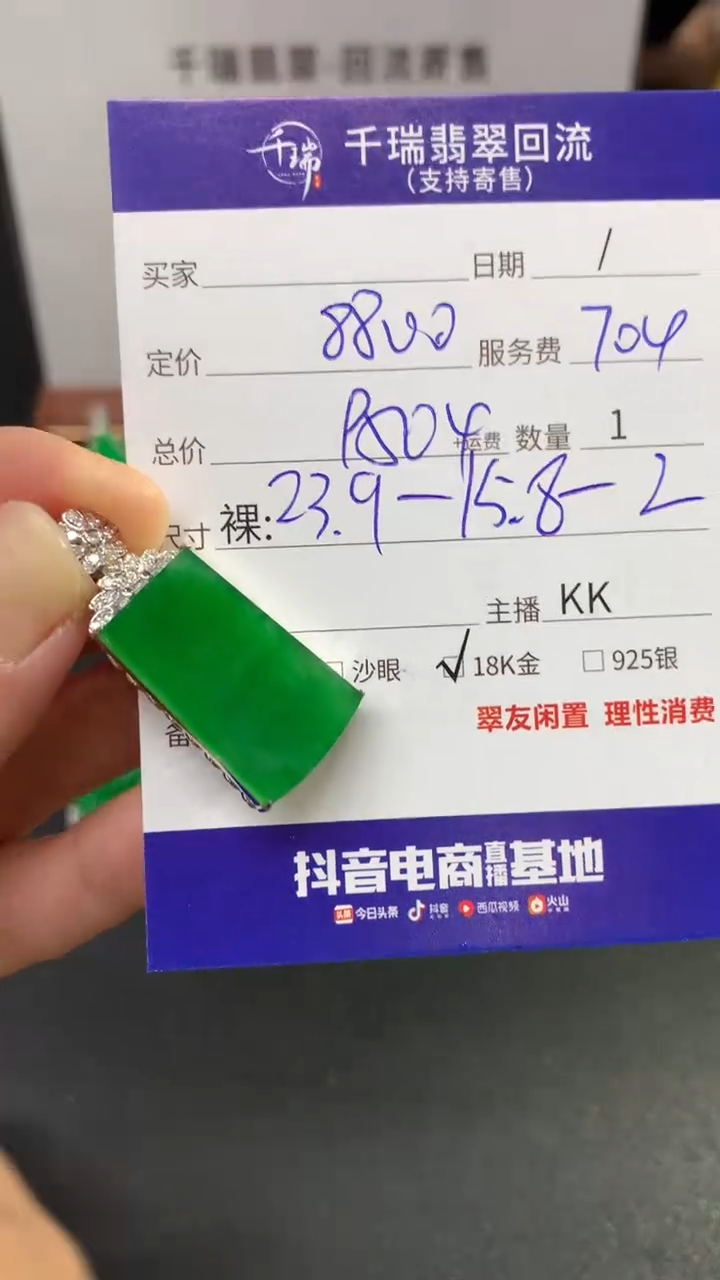 千瑞翡翠·回流寄售
千瑞 千瑞翡翠回流
(支持寄售)
买家 日期 /
定价 8800 服务费 704
总价 9504 +运费 数量 1
尺寸 裸: 23.9-15.8-2
主播 KK
沙眼 ✓ 18K金 □ 925银
翠友闲置 理性消费
备
抖音电商直播基地
头条 今日头条 抖音 西瓜视频 火山